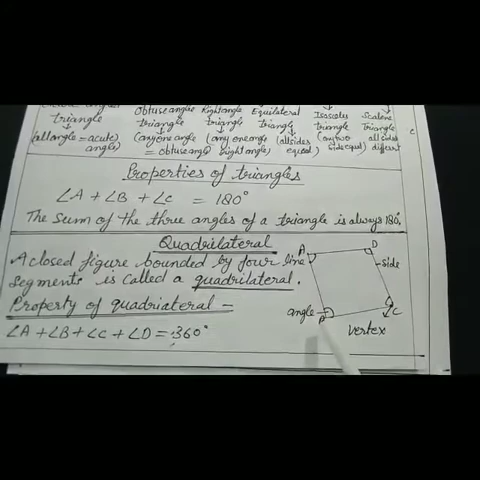 triangle
(all angle = acute angle)
Obtuse angle triangle
(any one angle = obtuse angle)
Right angle triangle
(any one angle right angle)
Equilateral triangle
(all sides equal)
Isosceles triangle
(any two side equal)
Scalene Triangle
all sides different
Properties of triangles
∠A + ∠B + ∠C = 180°
The Sum of the three angles of a triangle is always 180°.
Quadrilateral
A closed figure bounded by four line
segments is called a quadrilateral.
Property of quadriateral -
∠A + ∠B + ∠C + ∠D = 360°
A
D
side
angle
B
C
vertex